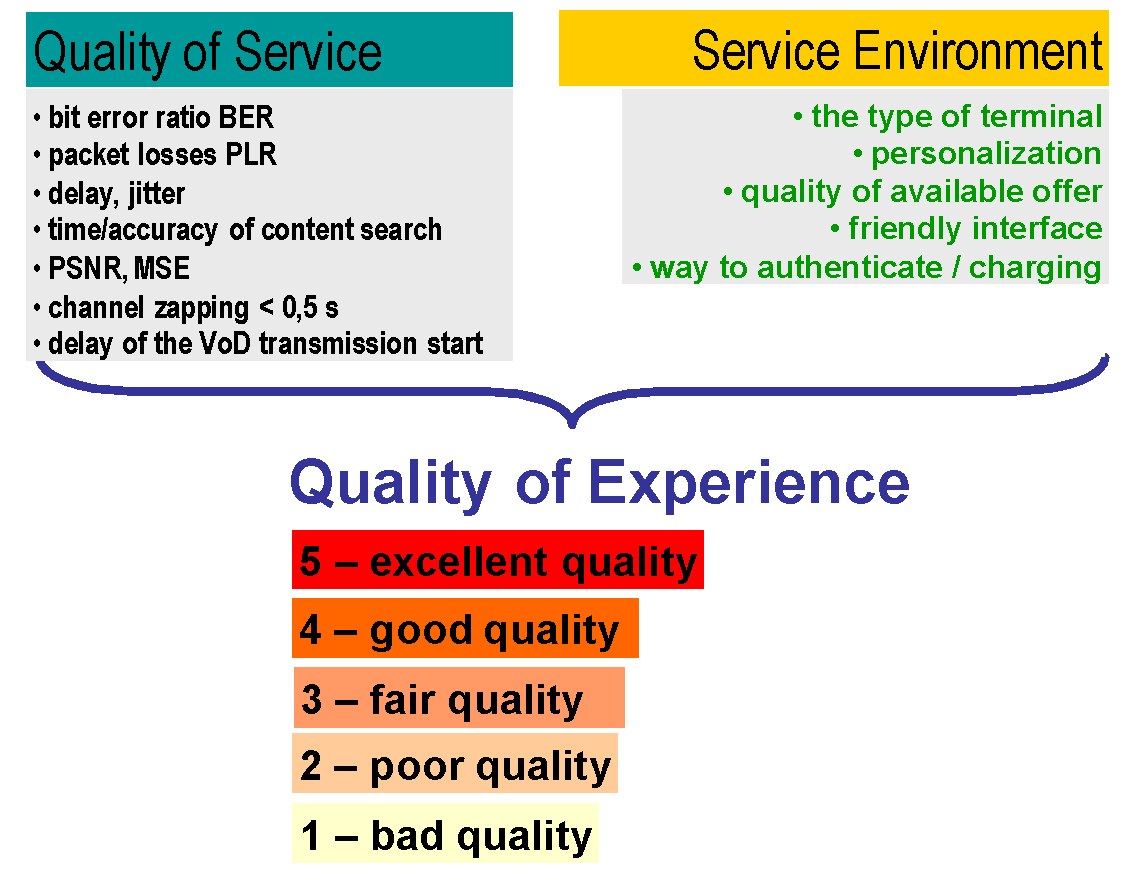 Quality of Service
• bit error ratio BER
• packet losses PLR
• delay, jitter
• time/accuracy of content search
• PSNR, MSE
• channel zapping < 0,5 s
• delay of the VoD transmission start
Service Environment
• the type of terminal
• personalization
• quality of available offer
• friendly interface
• way to authenticate / charging
Quality of Experience
5 – excellent quality
4 – good quality
3 – fair quality
2 – poor quality
1 – bad quality